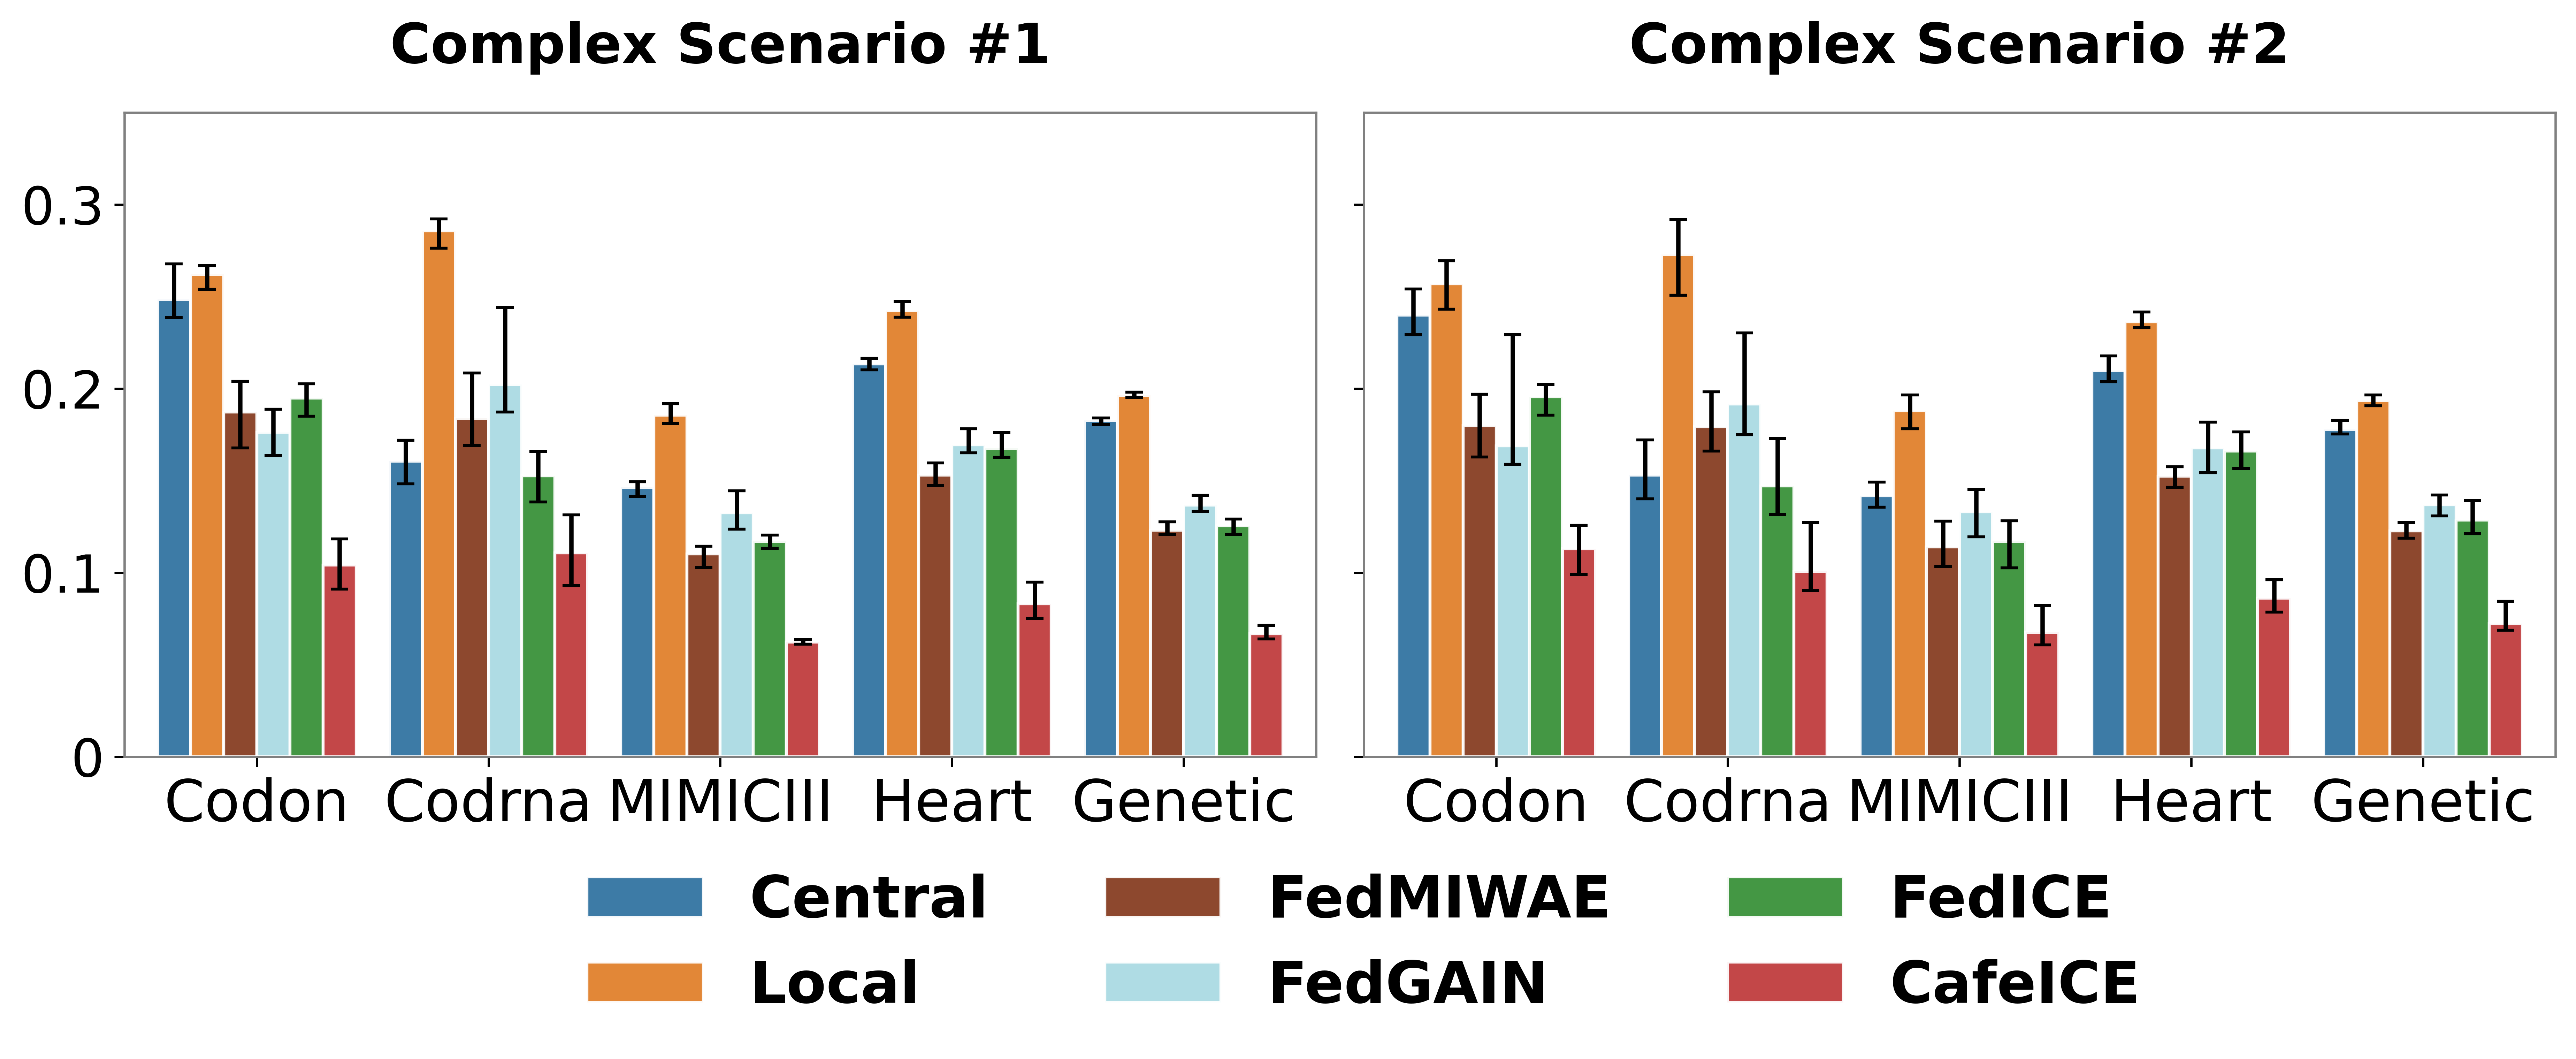 Complex Scenario #1 Complex Scenario #2
0.3
0.2
0.1
0
Codon Codrna MIMICIII Heart Genetic Codon Codrna MIMICIII Heart Genetic
Central FedMIWAE FedICE
Local FedGAIN CafeICE